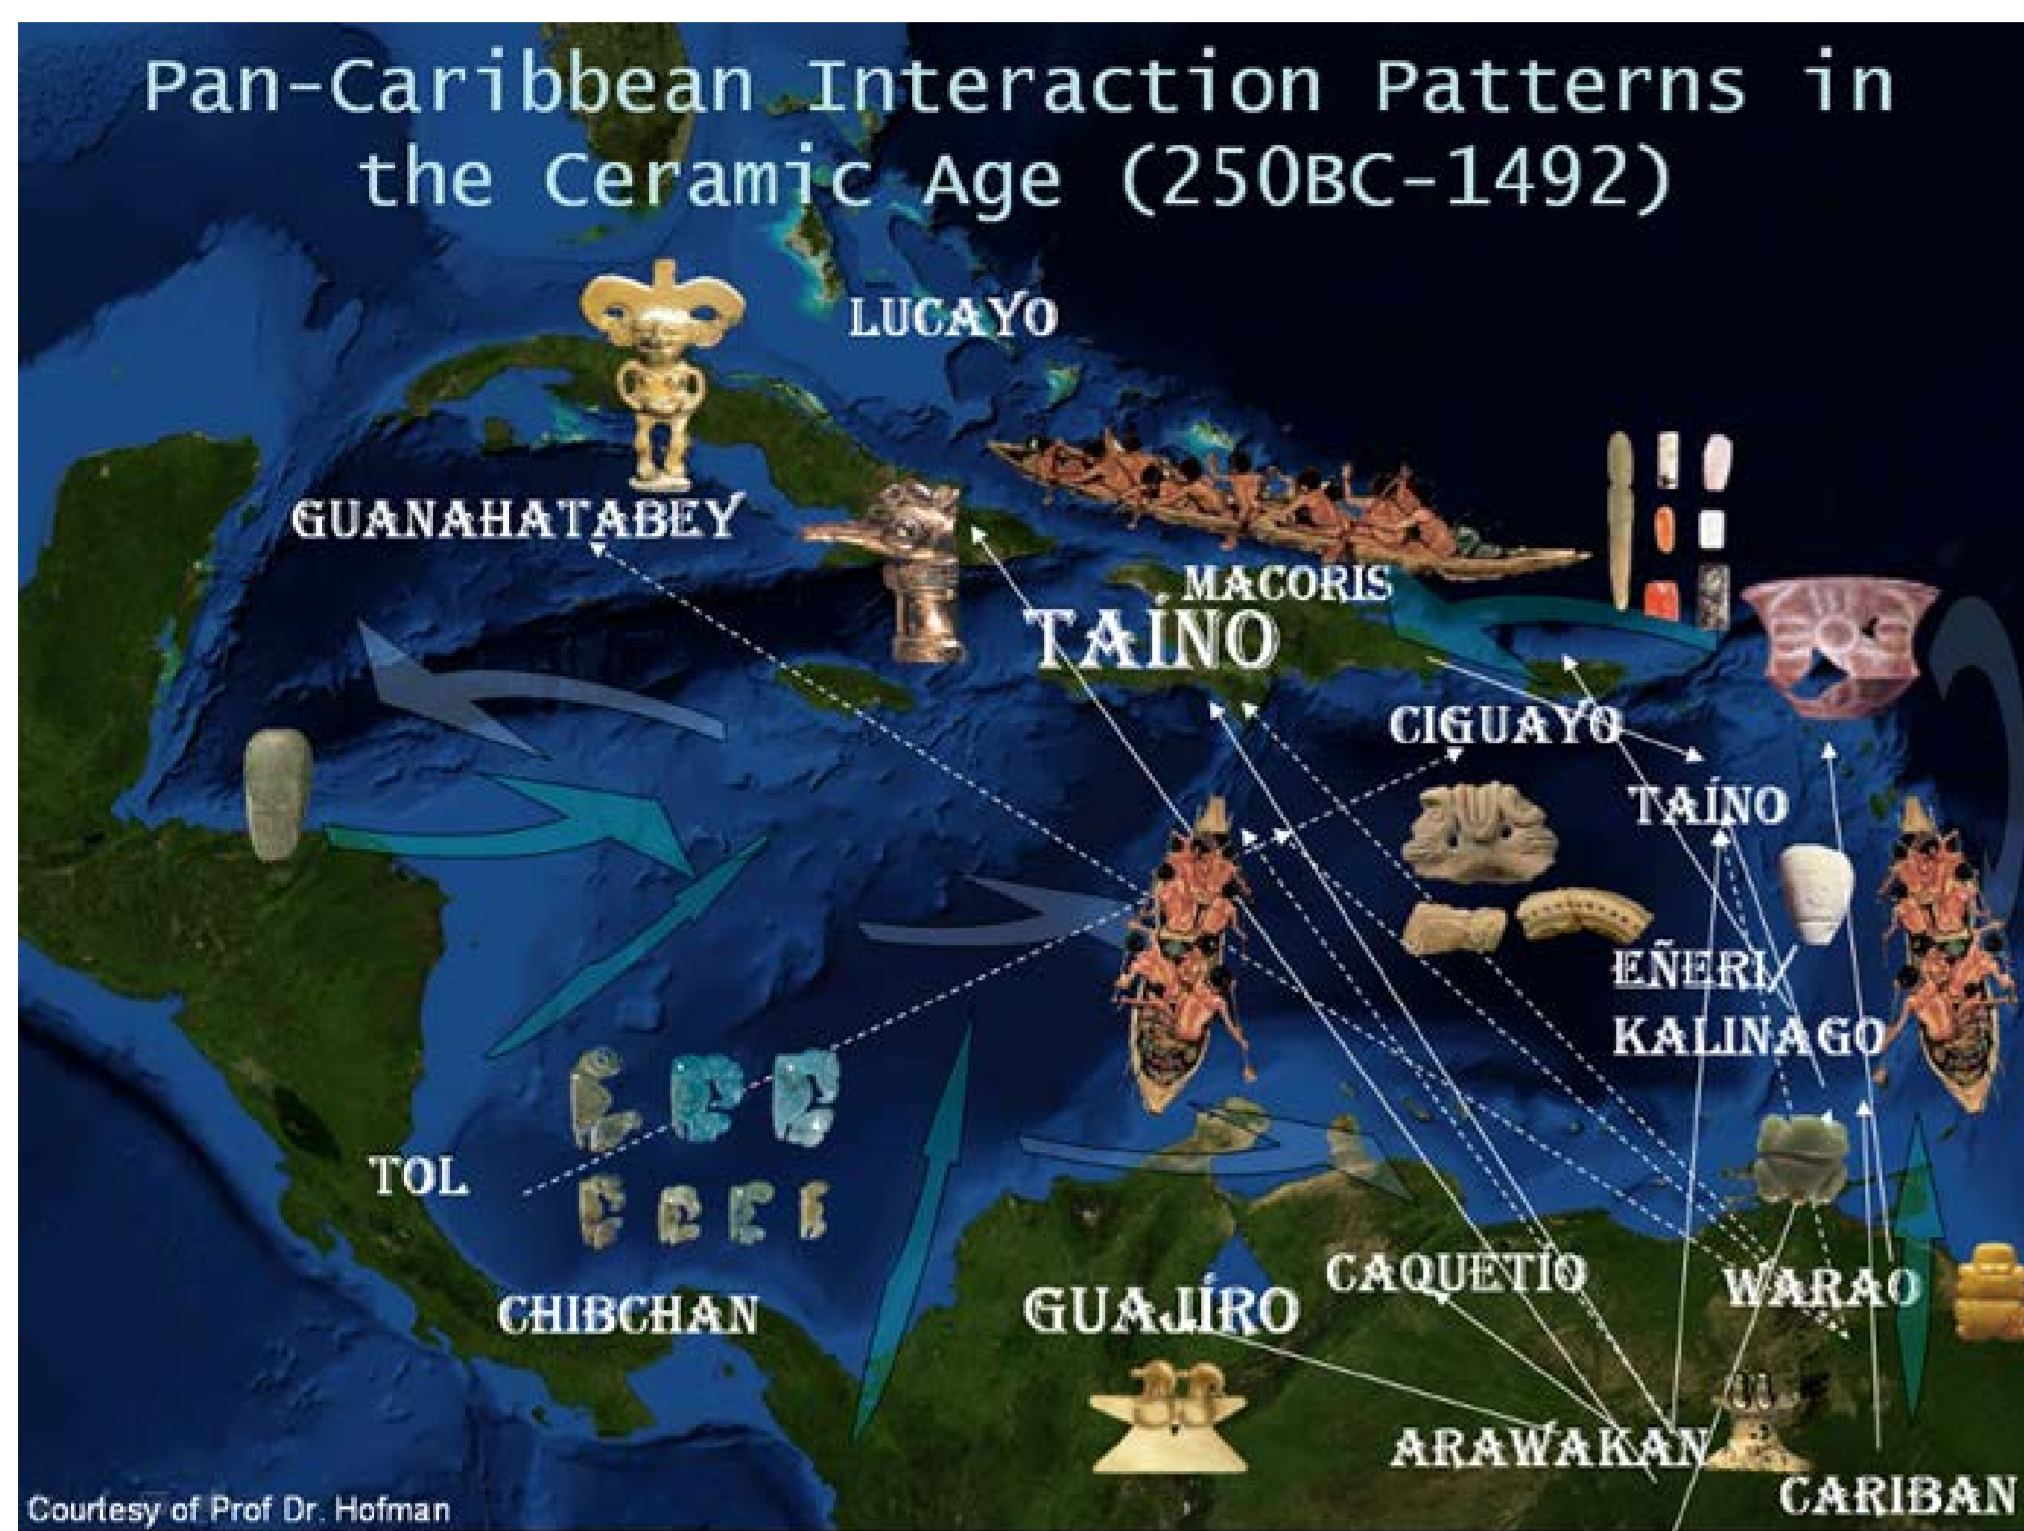 Pan-Caribbean Interaction Patterns in
the Ceramic Age (250BC-1492)
LUCAYO
GUANAHATABEY
MACORIS
TAÍNO
CIGUAYO
TAÍNO
EÑERI
KALINAGO
TOL
CAQUETÍO
WARAO
GUAJÍRO
CHIBCHAN
ARAWAKAN
CARIBAN
Courtesy of Prof Dr. Hofman